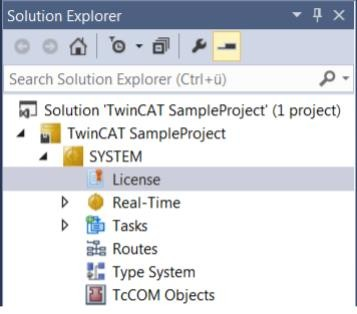 Solution Explorer
Search Solution Explorer (Ctrl+ü)
Solution 'TwinCAT SampleProject' (1 project)
TwinCAT SampleProject
SYSTEM
License
Real-Time
Tasks
Routes
Type System
TcCOM Objects